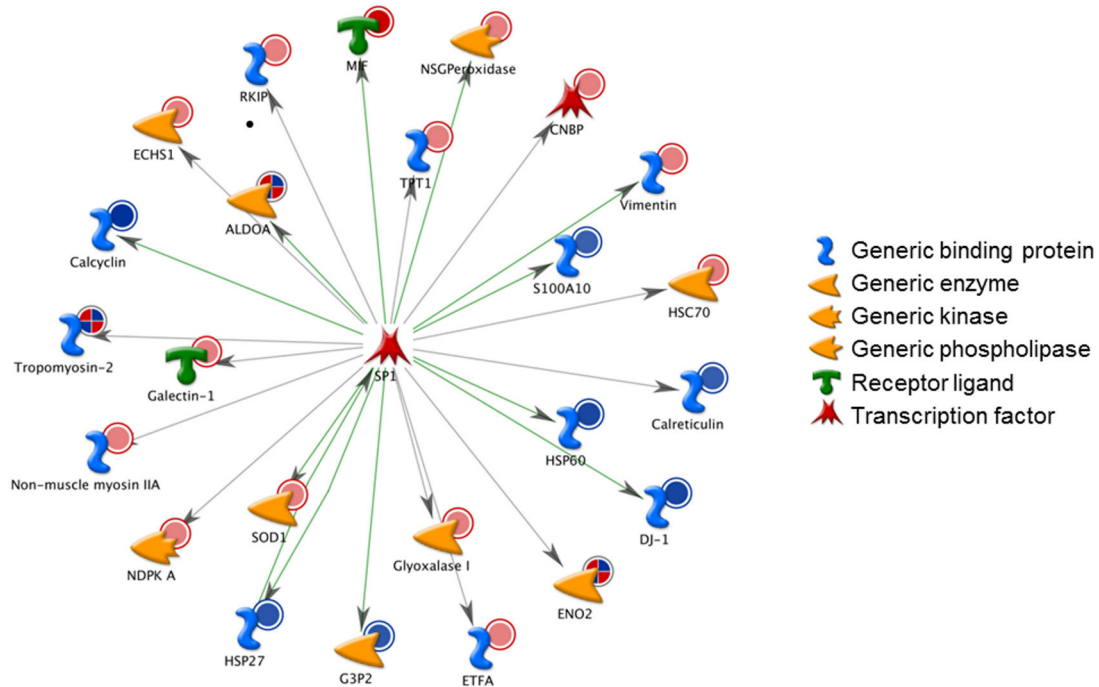 MIF
NSGPeroxidase
RKIP
CNBP
ECHS1
TPT1
Vimentin
ALDOA
Calcyclin
S100A10
HSC70
Tropomyosin-2
Galectin-1
SP1
Calreticulin
HSP60
Non-muscle myosin IIA
SOD1
DJ-1
Glyoxalase I
NDPK A
ENO2
HSP27
G3P2
ETFA
Generic binding protein
Generic enzyme
Generic kinase
Generic phospholipase
Receptor ligand
Transcription factor